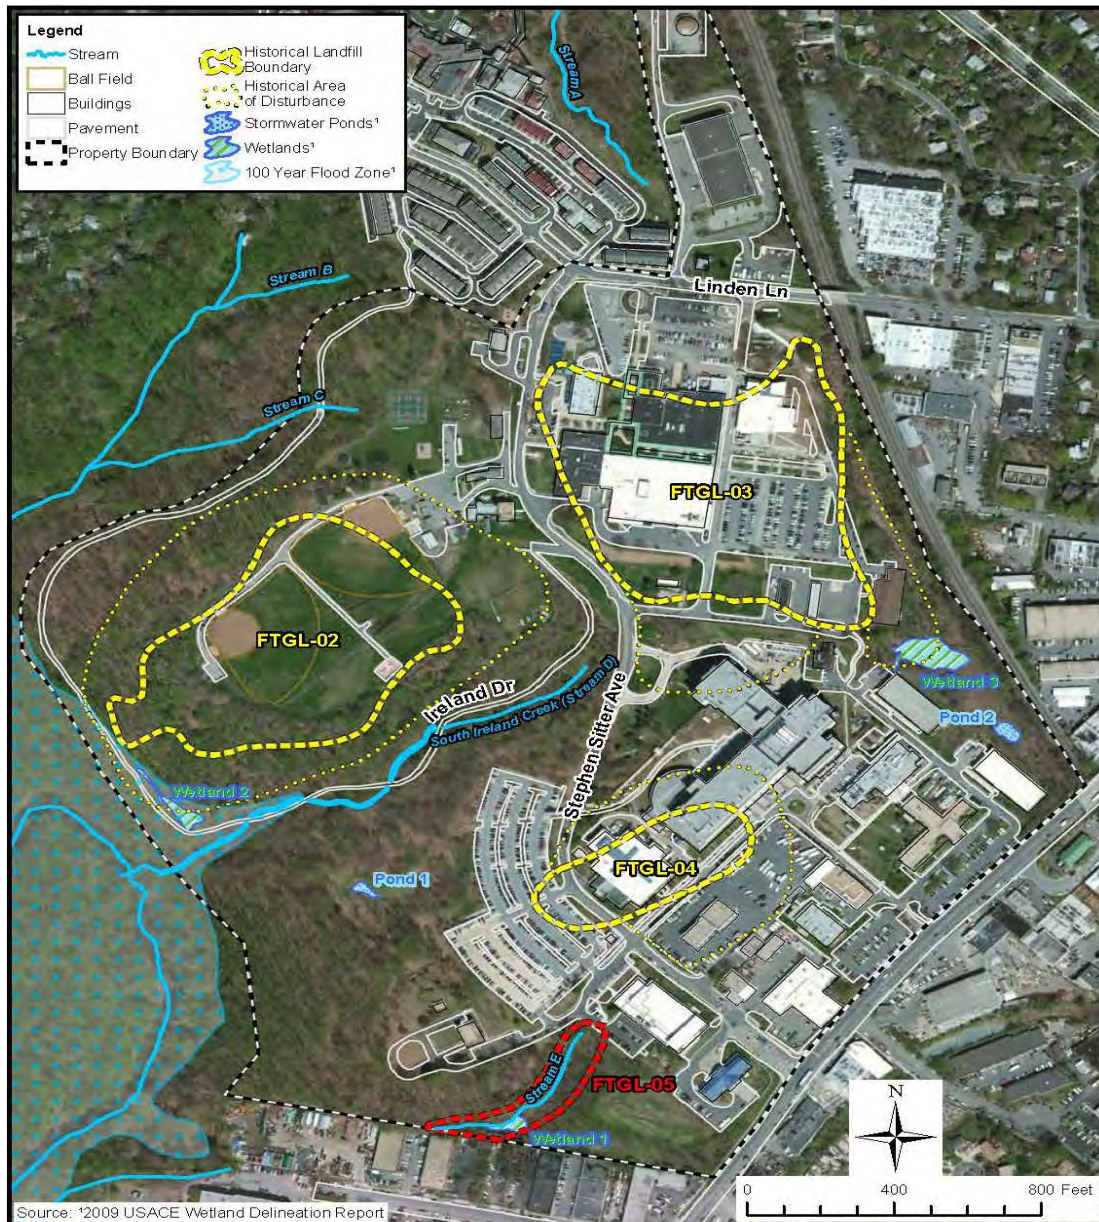 Legend
Stream
Ball Field
Buildings
Pavement
Property Boundary
Historical Landfill
Boundary
Historical Area
of Disturbance
Stormwater Ponds¹
Wetlands¹
100 Year Flood Zone¹
Stream A
Stream B
Linden Ln
Stream C
FTGL-03
FTGL-02
Ireland Dr
South Ireland Creek (Stream D)
Wetland 3
Pond 2
Stephen Sitter Ave
Wetland 2
FTGL-04
Pond 1
Stream E
FTGL-05
Wetland 1
N
0 400 800 Feet
Source: ¹2009 USACE Wetland Delineation Report